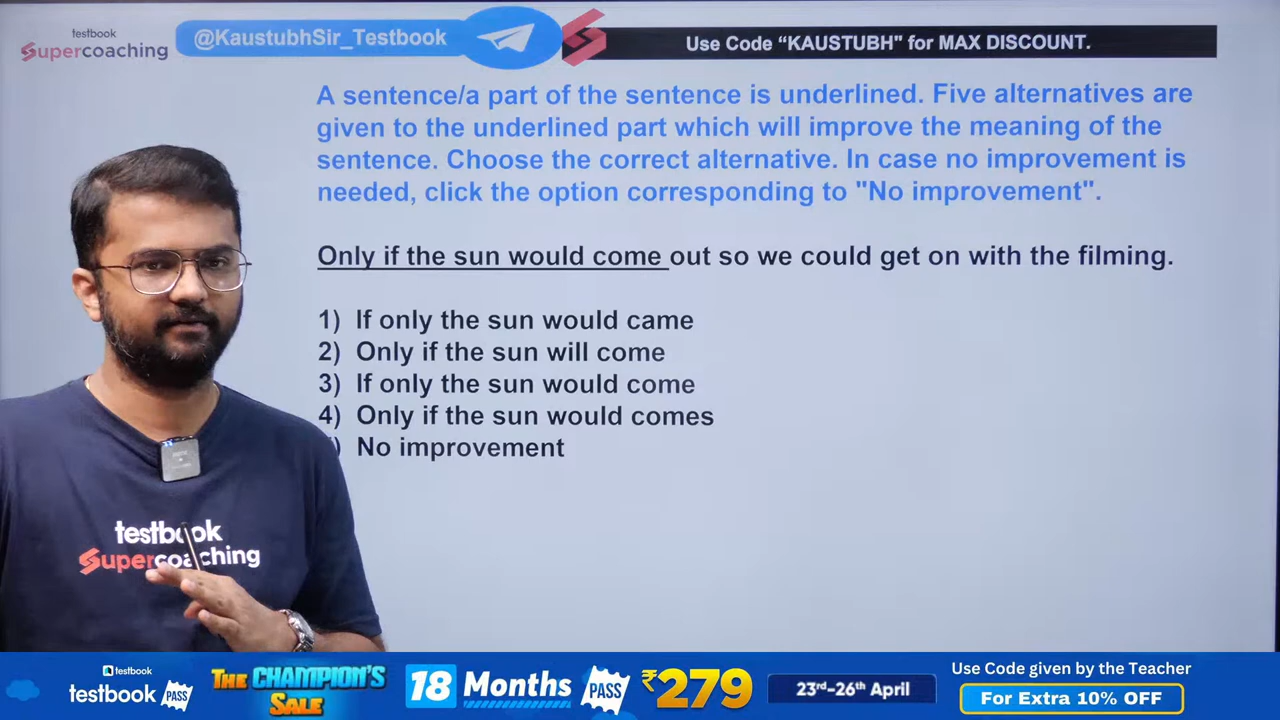 testbook
Supercoaching
@KaustubhSir_Testbook
Use Code “KAUSTUBH" for MAX DISCOUNT.
A sentence/a part of the sentence is underlined. Five alternatives are
given to the underlined part which will improve the meaning of the
sentence. Choose the correct alternative. In case no improvement is
needed, click the option corresponding to "No improvement".
Only if the sun would come out so we could get on with the filming.
1) If only the sun would came
2) Only if the sun will come
3) If only the sun would come
4) Only if the sun would comes
) No improvement
testbook
Supercoaching
testbook
testbook PASS
THE CHAMPION'S
SALE
18 Months PASS ₹279
23rd-26th April
Use Code given by the Teacher
For Extra 10% OFF